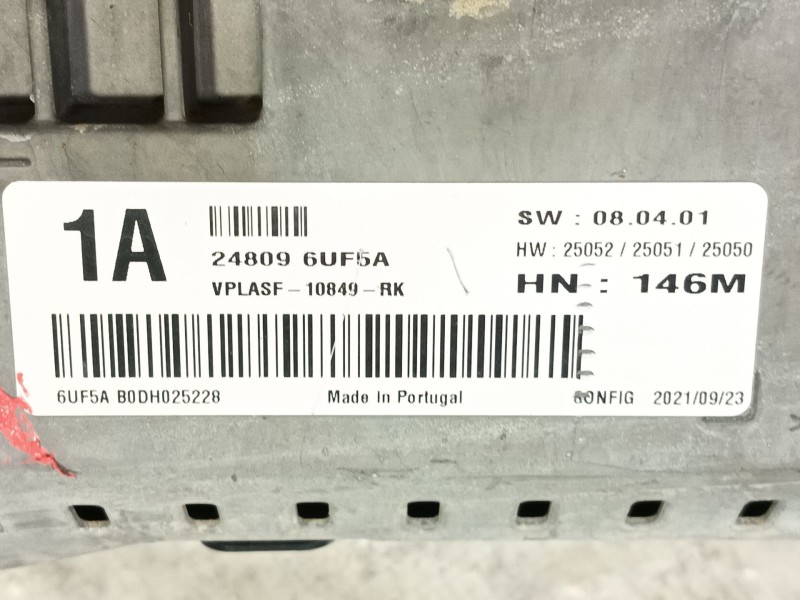 1A
24809 6UF5A
VPLASF-10849-RK
SW : 08.04.01
HW : 25052 / 25051 / 25050
HN : 146M
6UF5A B0DH025228
Made In Portugal
CONFIG 2021/09/23